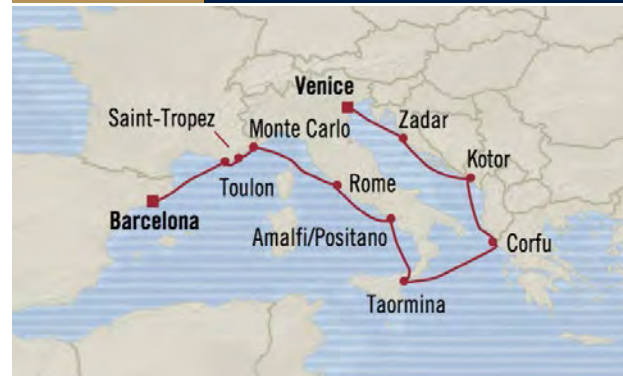 Venice
Saint-Tropez
Zadar
Monte Carlo
Kotor
Toulon
Rome
Barcelona
Amalfi/Positano
Corfu
Taormina